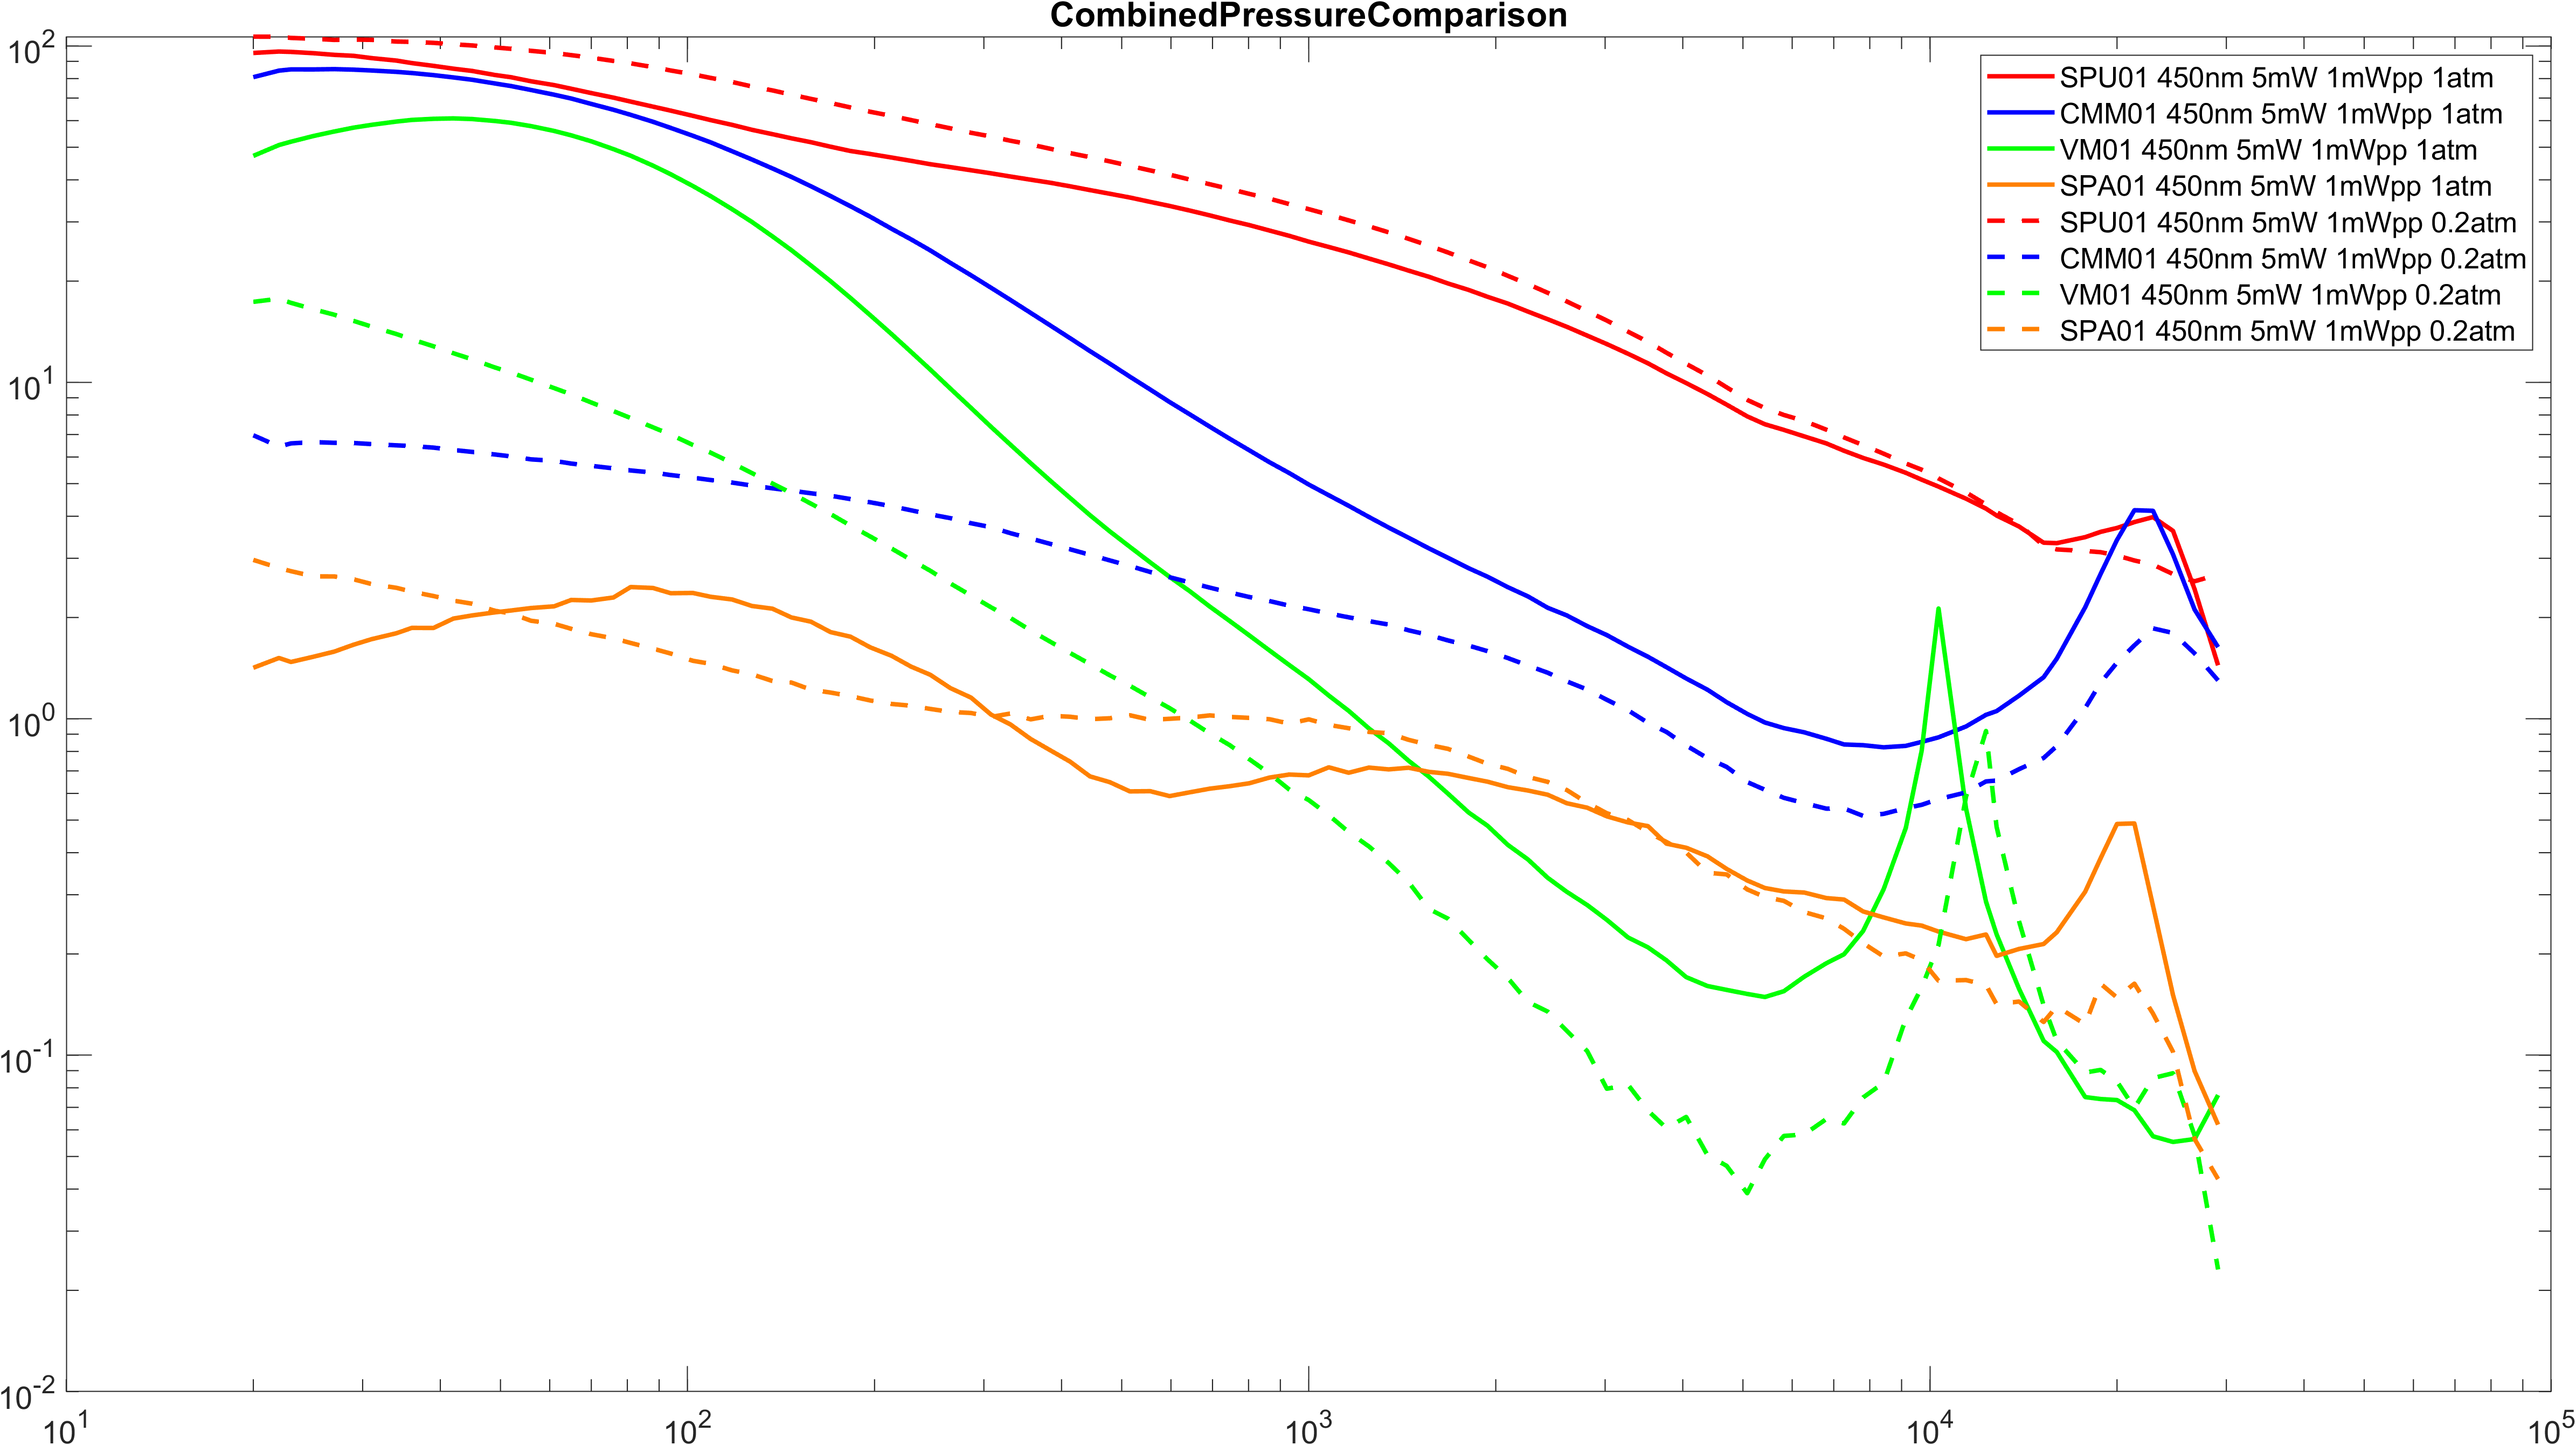 CombinedPressureComparison
10^2
10^1
10^0
10^-1
10^-2
SPU01 450nm 5mW 1mWpp 1atm
CMM01 450nm 5mW 1mWpp 1atm
VM01 450nm 5mW 1mWpp 1atm
SPA01 450nm 5mW 1mWpp 1atm
SPU01 450nm 5mW 1mWpp 0.2atm
CMM01 450nm 5mW 1mWpp 0.2atm
VM01 450nm 5mW 1mWpp 0.2atm
SPA01 450nm 5mW 1mWpp 0.2atm
10^1 10^2 10^3 10^4 10^5